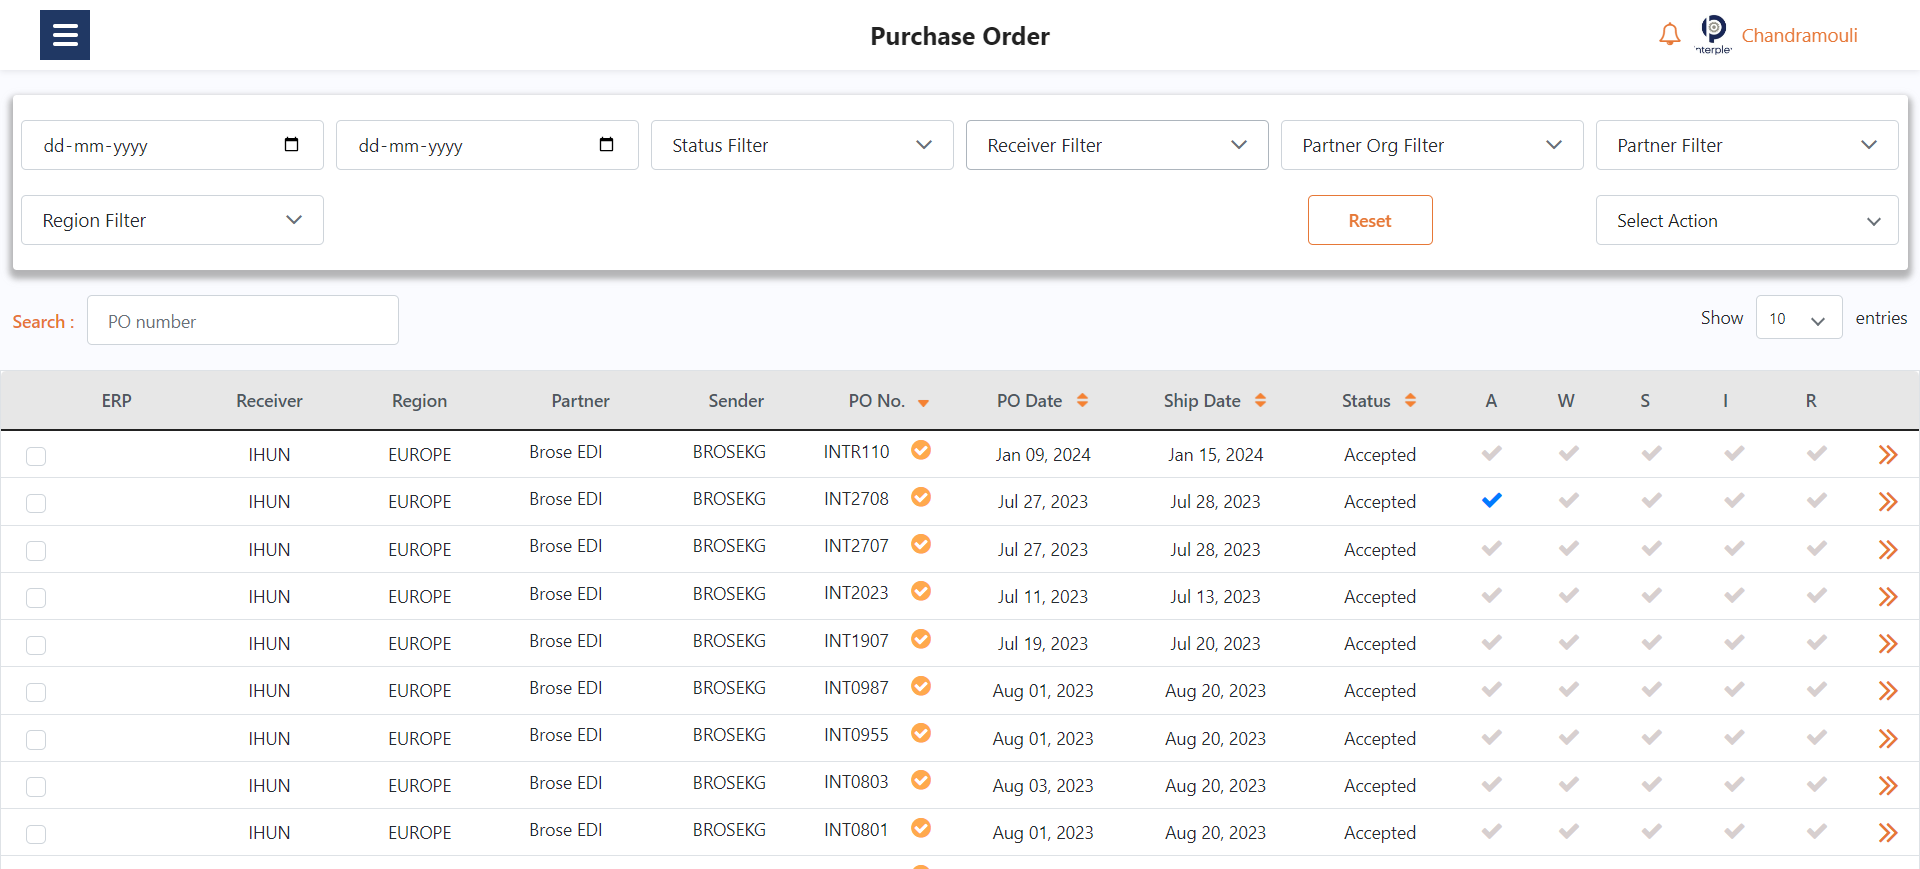 Purchase Order
nterple
Chandramouli
dd-mm-yyyy dd-mm-yyyy Status Filter Receiver Filter Partner Org Filter Partner Filter
Region Filter Reset Select Action
Search : PO number Show 10 entries
ERP Receiver Region Partner Sender PO No. PO Date Ship Date Status A W S I R
IHUN EUROPE Brose EDI BROSEKG INTR110 Jan 09, 2024 Jan 15, 2024 Accepted
IHUN EUROPE Brose EDI BROSEKG INT2708 Jul 27, 2023 Jul 28, 2023 Accepted
IHUN EUROPE Brose EDI BROSEKG INT2707 Jul 27, 2023 Jul 28, 2023 Accepted
IHUN EUROPE Brose EDI BROSEKG INT2023 Jul 11, 2023 Jul 13, 2023 Accepted
IHUN EUROPE Brose EDI BROSEKG INT1907 Jul 19, 2023 Jul 20, 2023 Accepted
IHUN EUROPE Brose EDI BROSEKG INT0987 Aug 01, 2023 Aug 20, 2023 Accepted
IHUN EUROPE Brose EDI BROSEKG INT0955 Aug 01, 2023 Aug 20, 2023 Accepted
IHUN EUROPE Brose EDI BROSEKG INT0803 Aug 03, 2023 Aug 20, 2023 Accepted
IHUN EUROPE Brose EDI BROSEKG INT0801 Aug 01, 2023 Aug 20, 2023 Accepted